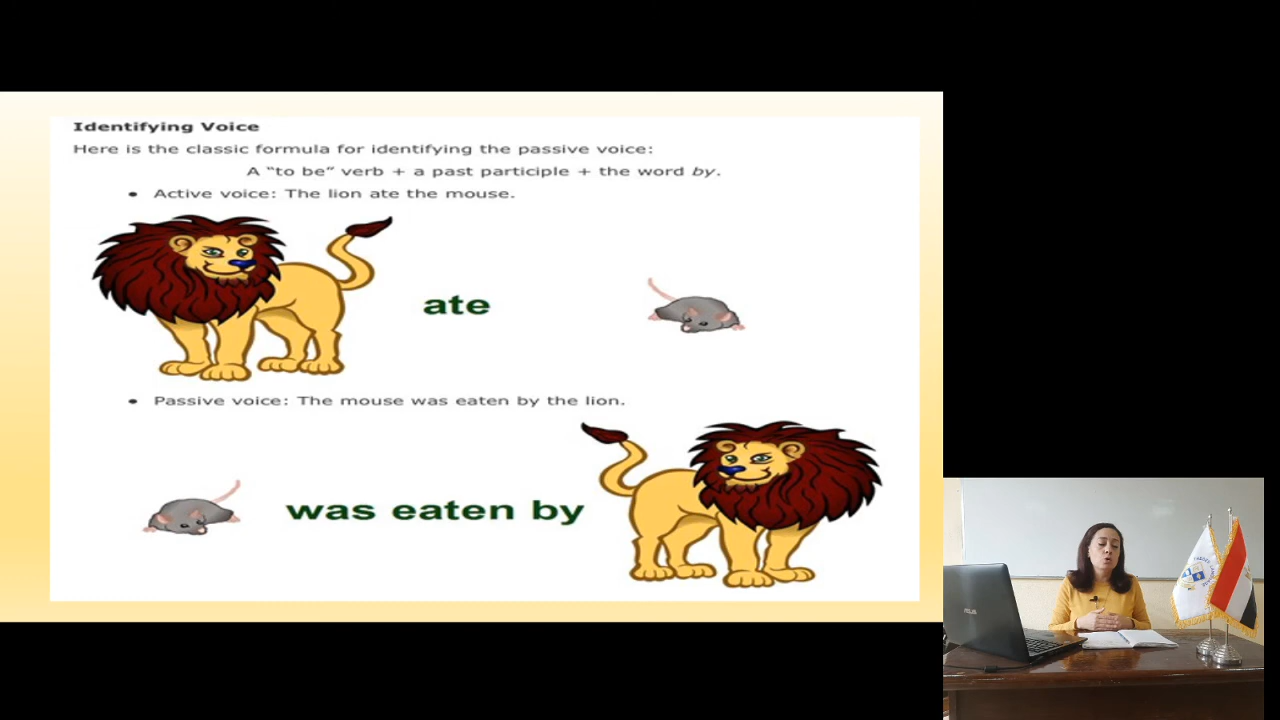 Identifying Voice
Here is the classic formula for identifying the passive voice:
A “to be” verb + a past participle + the word by.
• Active voice: The lion ate the mouse.
ate
• Passive voice: The mouse was eaten by the lion.
was eaten by